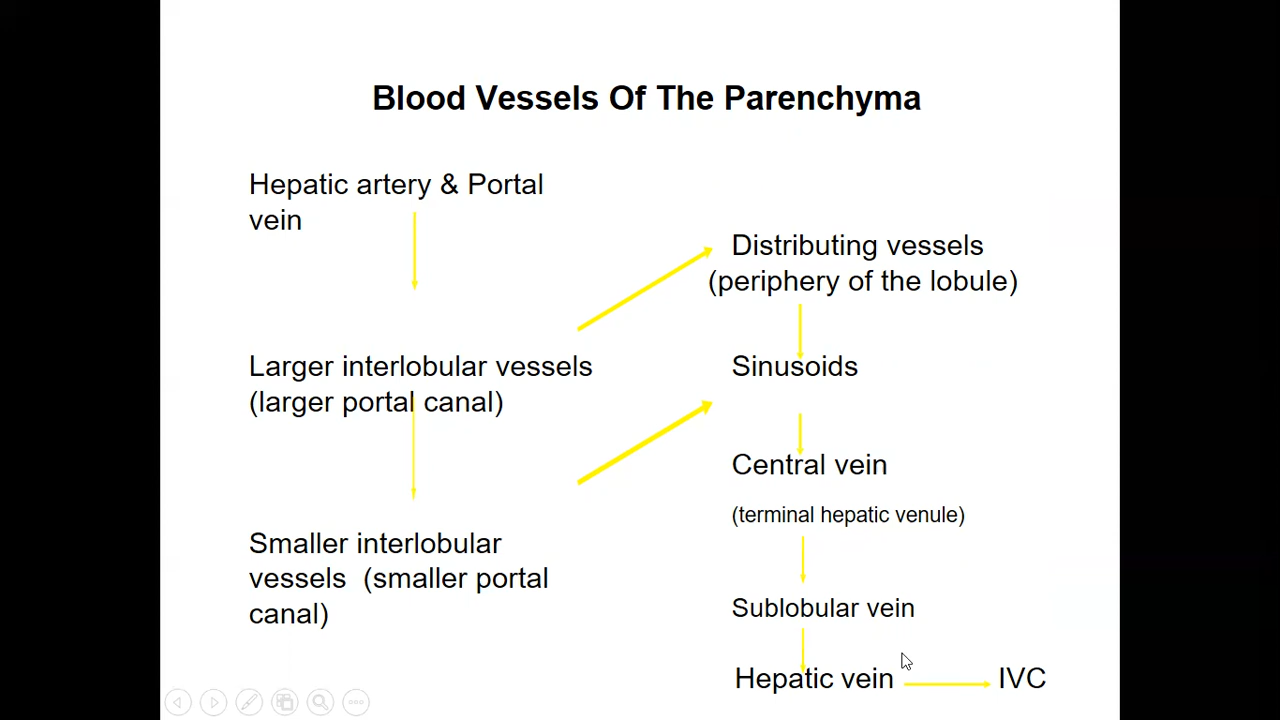 Blood Vessels Of The Parenchyma
Hepatic artery & Portal
vein
Larger interlobular vessels
(larger portal canal)
Smaller interlobular
vessels (smaller portal
canal)
Distributing vessels
(periphery of the lobule)
Sinusoids
Central vein
(terminal hepatic venule)
Sublobular vein
Hepatic vein
IVC